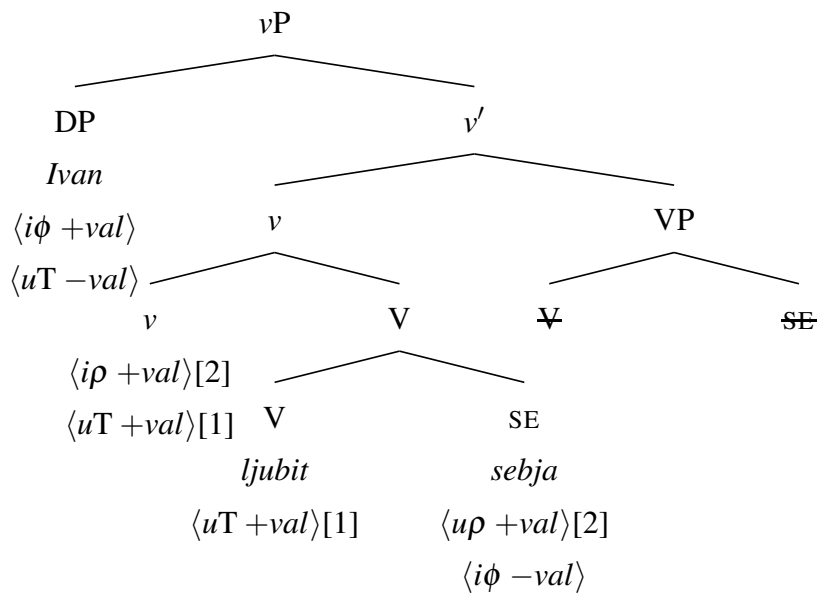 vP
DP v′
Ivan
⟨iϕ +val⟩ v VP
⟨uT −val⟩
v V V SE
⟨iρ +val⟩[2]
⟨uT +val⟩[1] V SE
ljubit sebja
⟨uT +val⟩[1] ⟨uρ +val⟩[2]
⟨iϕ −val⟩